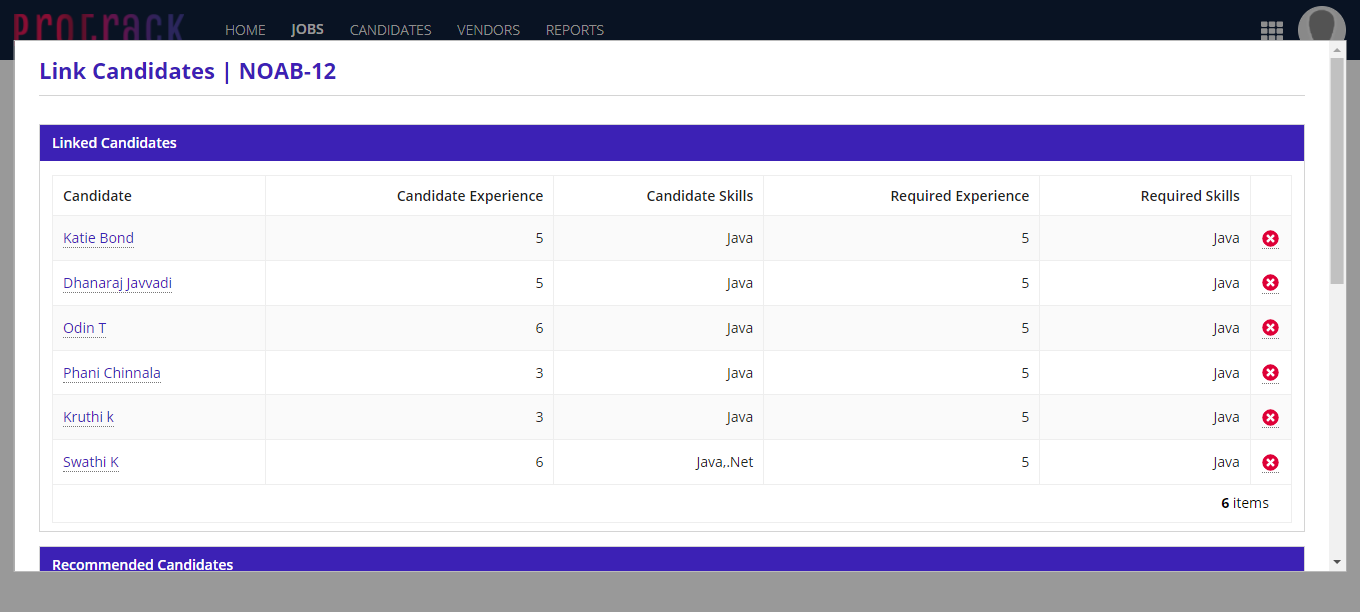 ProTrack HOME JOBS CANDIDATES VENDORS REPORTS
Link Candidates | NOAB-12
Linked Candidates
Candidate Candidate Experience Candidate Skills Required Experience Required Skills
Katie Bond 5 Java 5 Java
Dhanaraj Javvadi 5 Java 5 Java
Odin T 6 Java 5 Java
Phani Chinnala 3 Java 5 Java
Kruthi k 3 Java 5 Java
Swathi K 6 Java,.Net 5 Java
6 items
Recommended Candidates